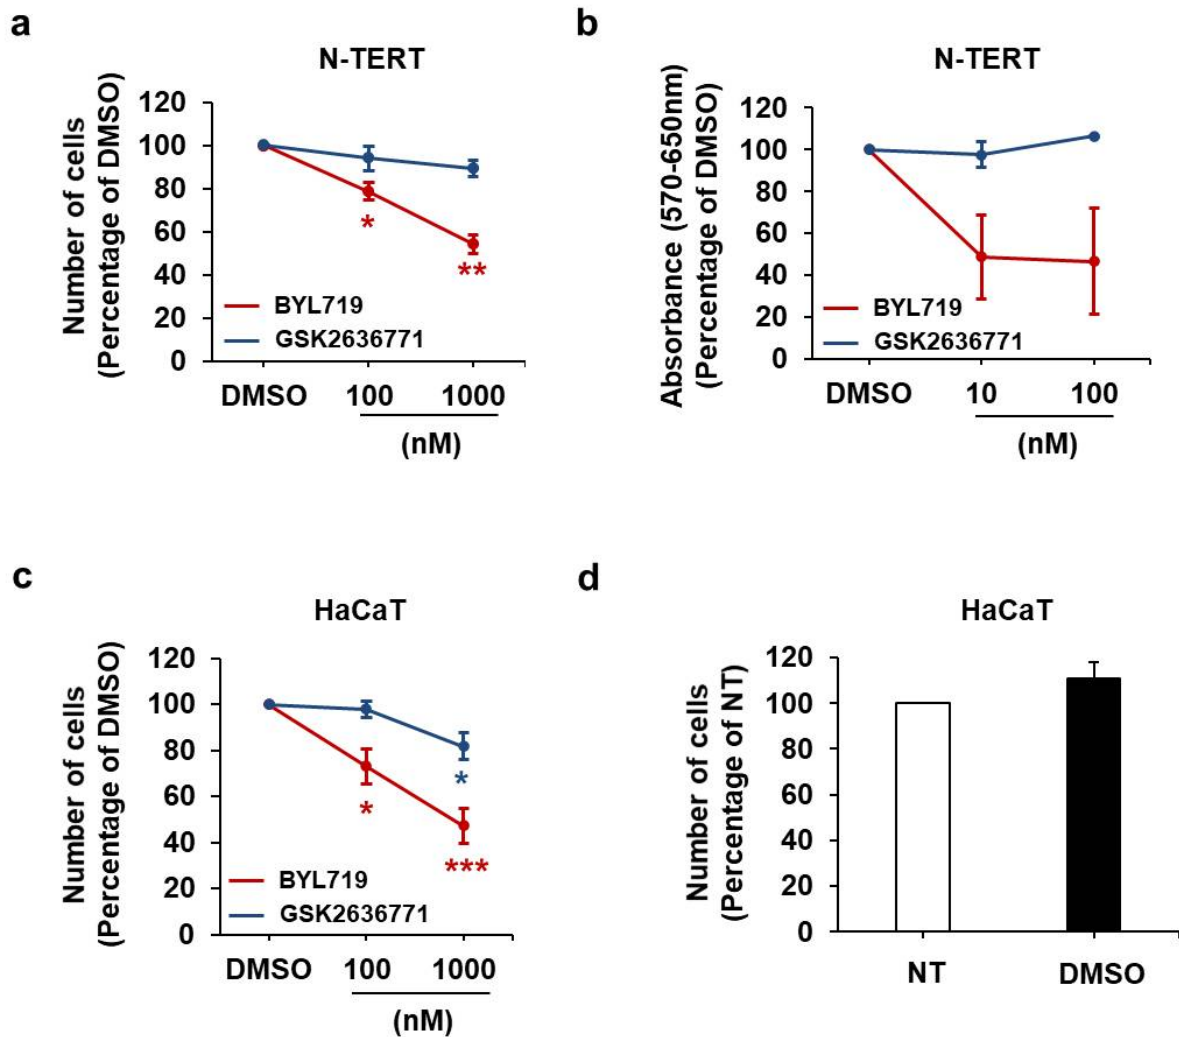 a
N-TERT
Number of cells
(Percentage of DMSO)
120
100
80
60
40
20
0
*
**
BYL719
GSK2636771
DMSO 100 1000
(nM)
b
N-TERT
Absorbance (570-650nm)
(Percentage of DMSO)
120
100
80
60
40
20
0
BYL719
GSK2636771
DMSO 10 100
(nM)
c
HaCaT
Number of cells
(Percentage of DMSO)
120
100
80
60
40
20
0
*
*
***
BYL719
GSK2636771
DMSO 100 1000
(nM)
d
HaCaT
Number of cells
(Percentage of NT)
120
100
80
60
40
20
0
NT DMSO